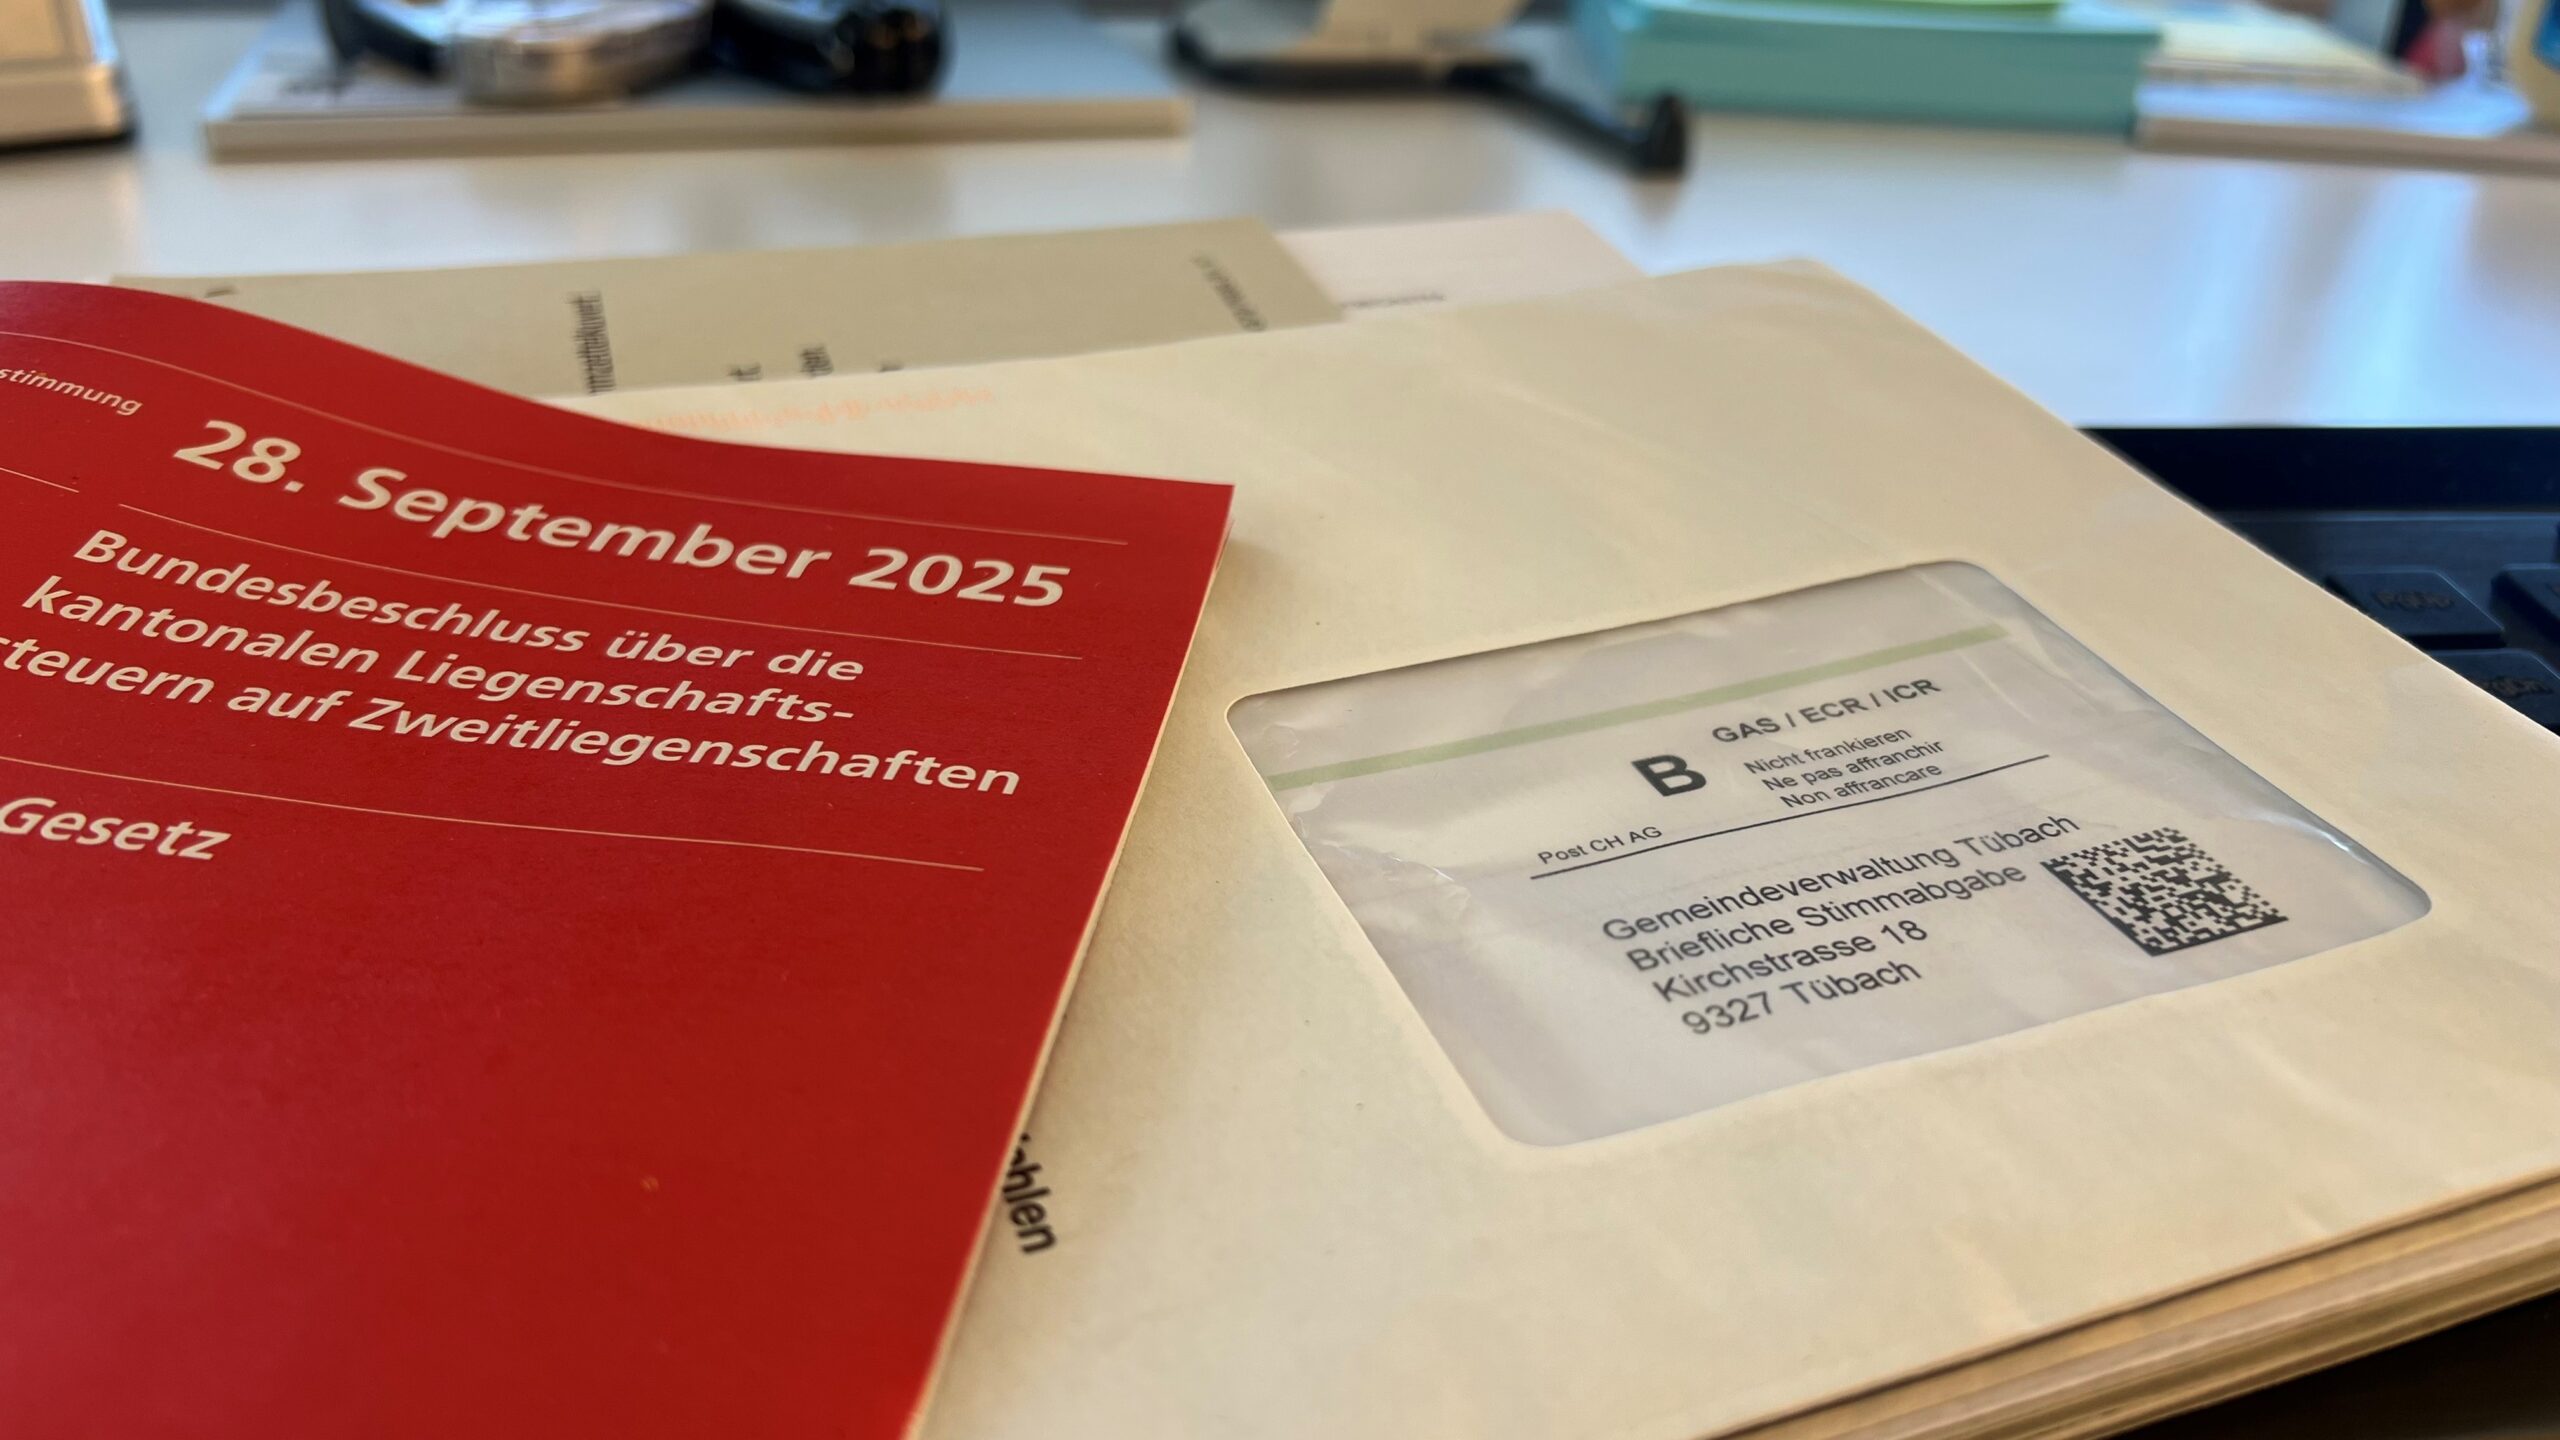 stimmung
28. September 2025
Bundesbeschluss über die
kantonalen Liegenschafts-
steuern auf Zweitliegenschaften
Gesetz
B
GAS / ECR / ICR
Nicht frankieren
Ne pas affranchir
Non affrancare
Post CH AG
Gemeindeverwaltung Tübach
Briefliche Stimmabgabe
Kirchstrasse 18
9327 Tübach
hlen